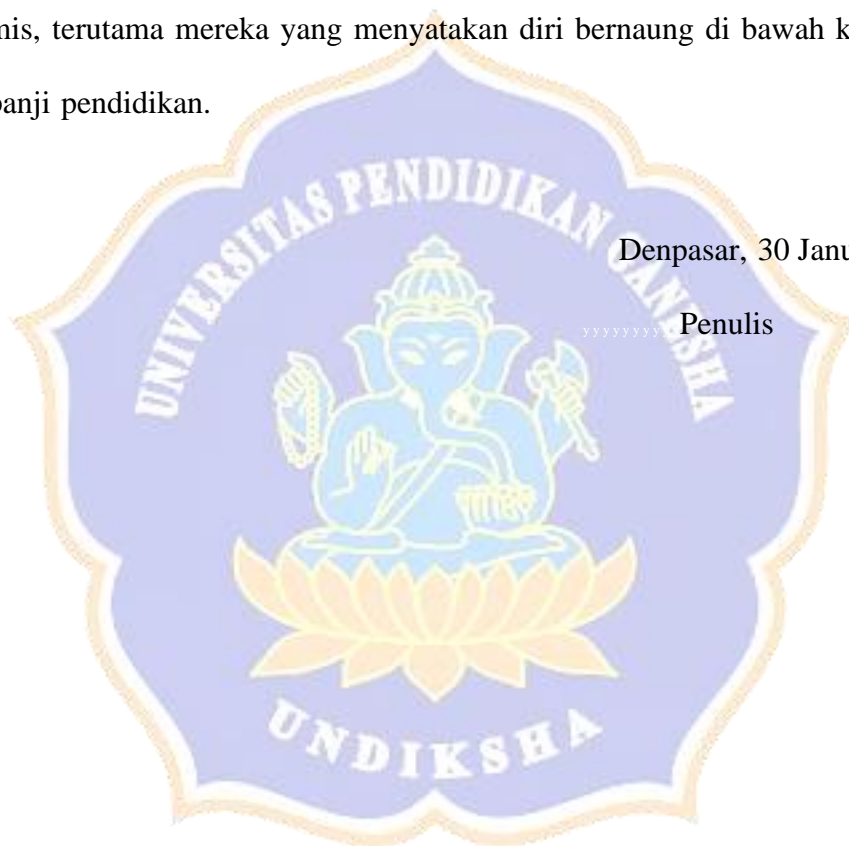 nis, terutama mereka yang menyatakan diri bernaung di bawah k
panji pendidikan.
UNIVERSITAS PENDIDIKAN GANESHA
Denpasar, 30 Janu
yyyyyyyyy Penulis
UNDIKSHA